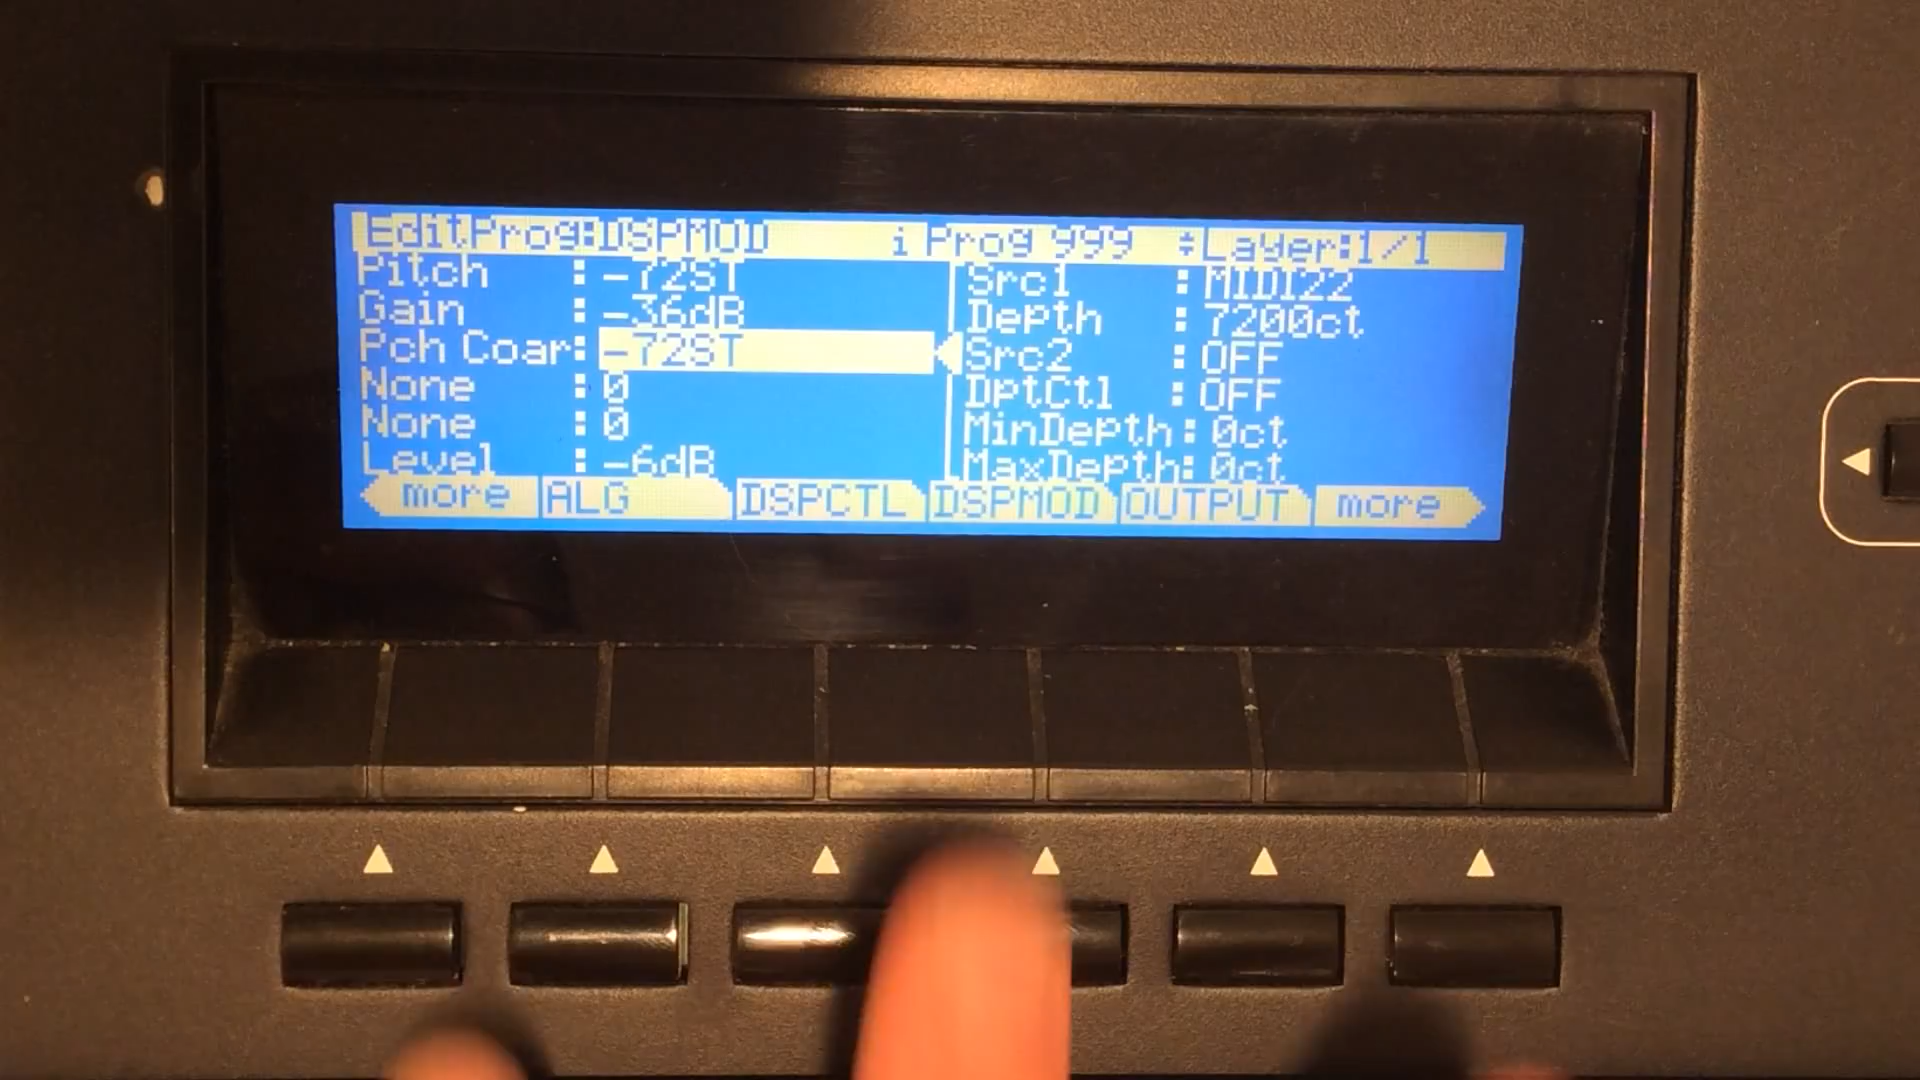 EditProg:DSPMOD i Prog 999 Layer:1/1
Pitch : -72ST Src1 : MIDI22
Gain : -36dB Depth : 7200ct
Pch Coar: -72ST Src2 : OFF
None : 0 DptCtl : OFF
None : 0 MinDepth: 0ct
Level : -6dB MaxDepth: 0ct
more ALG DSPCTL DSPMOD OUTPUT more